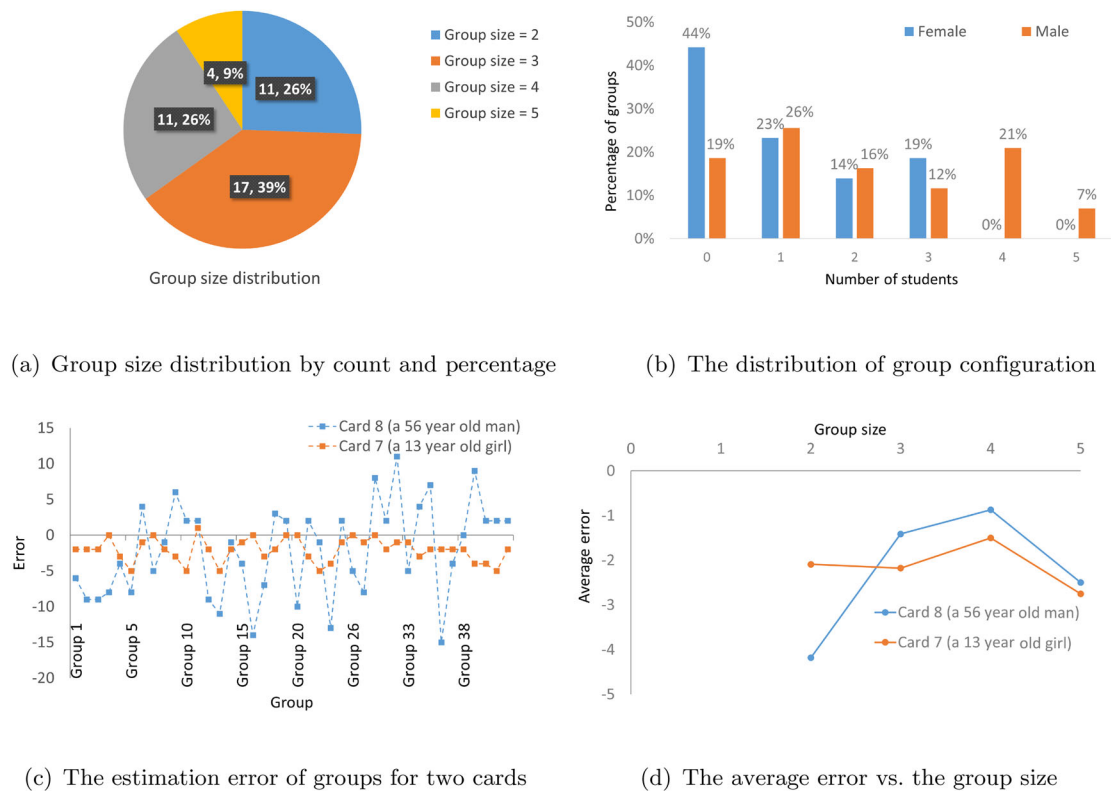 Group size = 2
Group size = 3
Group size = 4
Group size = 5
4, 9%
11, 26%
11, 26%
17, 39%
Group size distribution
(a) Group size distribution by count and percentage
50%
40%
30%
20%
10%
0%
Percentage of groups
Female
Male
44%
19%
23%
26%
14%
16%
19%
12%
0%
21%
0%
7%
0
1
2
3
4
5
Number of students
(b) The distribution of group configuration
15
10
5
0
-5
-10
-15
-20
Error
Card 8 (a 56 year old man)
Card 7 (a 13 year old girl)
Group 1
Group 5
Group 10
Group 15
Group 20
Group 26
Group 33
Group 38
Group
(c) The estimation error of groups for two cards
Group size
0
1
2
3
4
5
0
-1
-2
-3
-4
-5
Average error
Card 8 (a 56 year old man)
Card 7 (a 13 year old girl)
(d) The average error vs. the group size